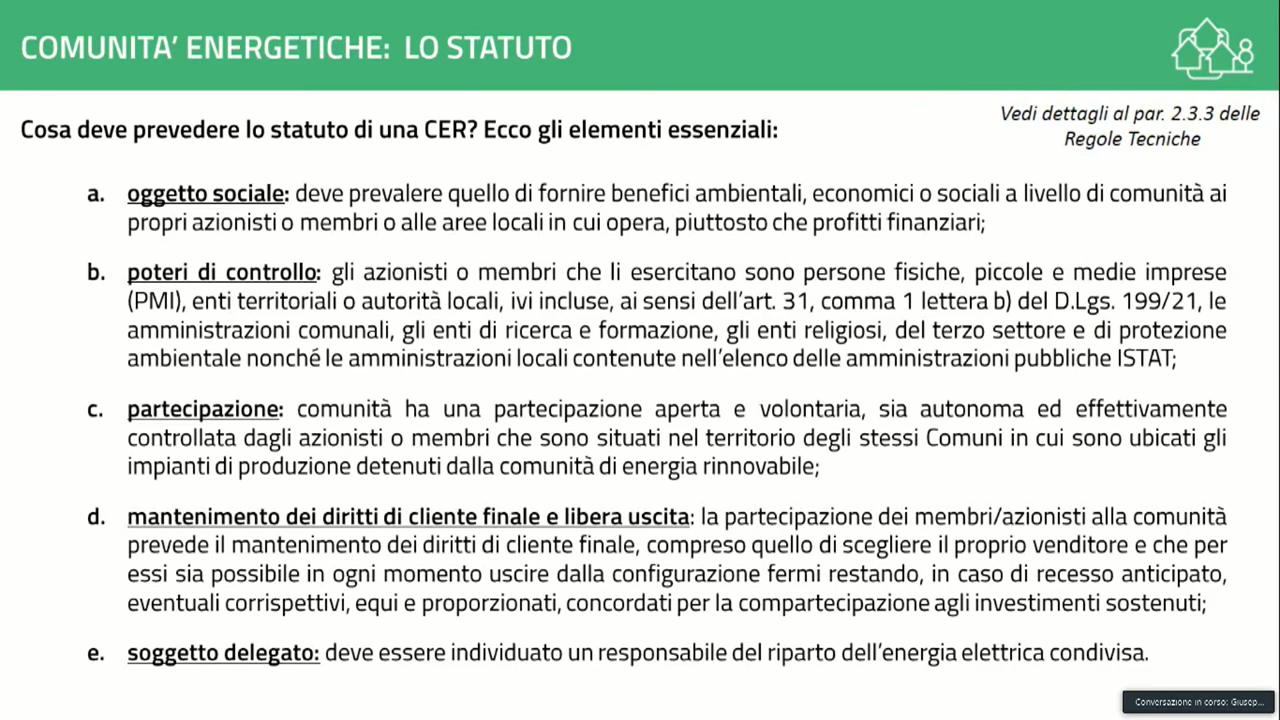 COMUNITA’ ENERGETICHE: LO STATUTO
Vedi dettagli al par. 2.3.3 delle
Regole Tecniche
Cosa deve prevedere lo statuto di una CER? Ecco gli elementi essenziali:
a. oggetto sociale: deve prevalere quello di fornire benefici ambientali, economici o sociali a livello di comunità ai
propri azionisti o membri o alle aree locali in cui opera, piuttosto che profitti finanziari;
b. poteri di controllo: gli azionisti o membri che li esercitano sono persone fisiche, piccole e medie imprese
(PMI), enti territoriali o autorità locali, ivi incluse, ai sensi dell’art. 31, comma 1 lettera b) del D.Lgs. 199/21, le
amministrazioni comunali, gli enti di ricerca e formazione, gli enti religiosi, del terzo settore e di protezione
ambientale nonché le amministrazioni locali contenute nell’elenco delle amministrazioni pubbliche ISTAT;
c. partecipazione: comunità ha una partecipazione aperta e volontaria, sia autonoma ed effettivamente
controllata dagli azionisti o membri che sono situati nel territorio degli stessi Comuni in cui sono ubicati gli
impianti di produzione detenuti dalla comunità di energia rinnovabile;
d. mantenimento dei diritti di cliente finale e libera uscita: la partecipazione dei membri/azionisti alla comunità
prevede il mantenimento dei diritti di cliente finale, compreso quello di scegliere il proprio venditore e che per
essi sia possibile in ogni momento uscire dalla configurazione fermi restando, in caso di recesso anticipato,
eventuali corrispettivi, equi e proporzionati, concordati per la compartecipazione agli investimenti sostenuti;
e. soggetto delegato: deve essere individuato un responsabile del riparto dell’energia elettrica condivisa.
Conversazione in corso: Giusep...